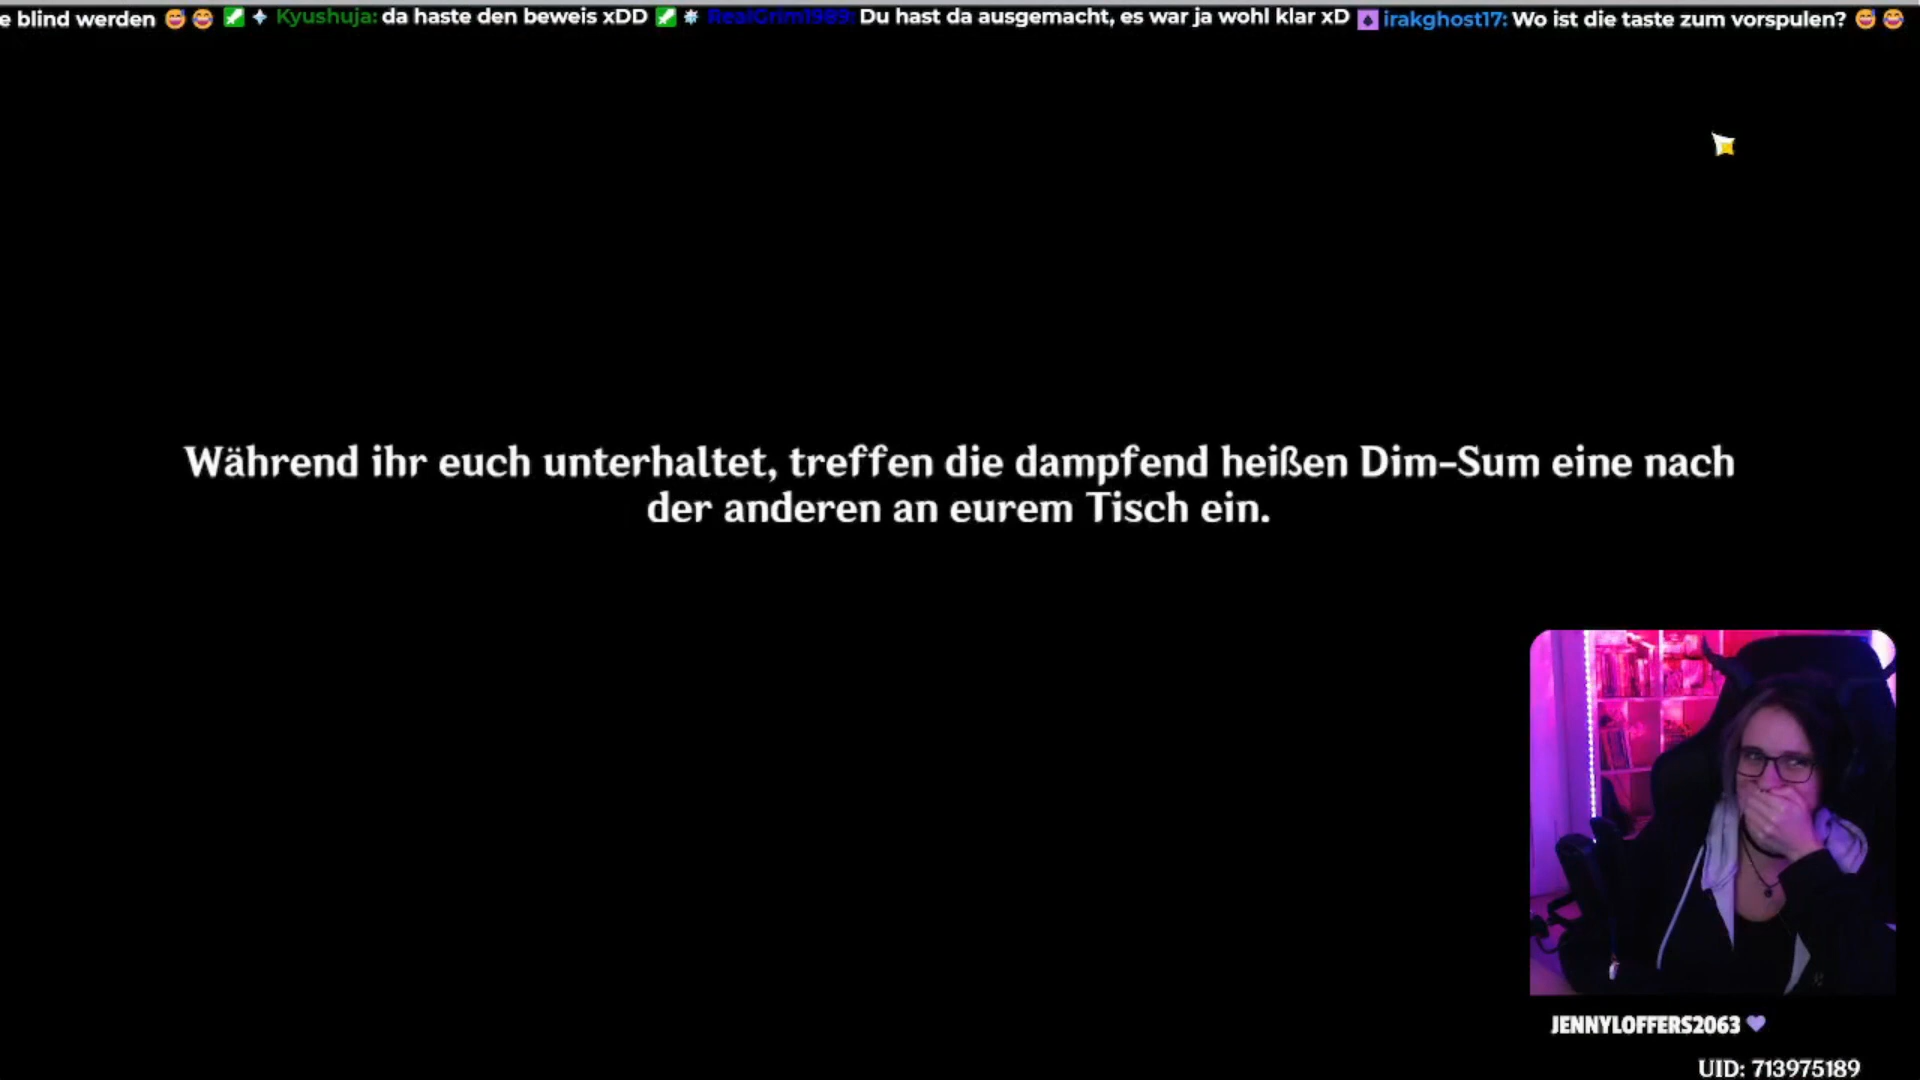 e blind werden 😅 😂 Kyushuja: da haste den beweis xDD RealGrim1989: Du hast da ausgemacht, es war ja wohl klar xD irakghost17: Wo ist die taste zum vorspulen? 😅 😂
Während ihr euch unterhaltet, treffen die dampfend heißen Dim-Sum eine nach
der anderen an eurem Tisch ein.
JENNYLOFFERS2063 💜
UID: 713975189